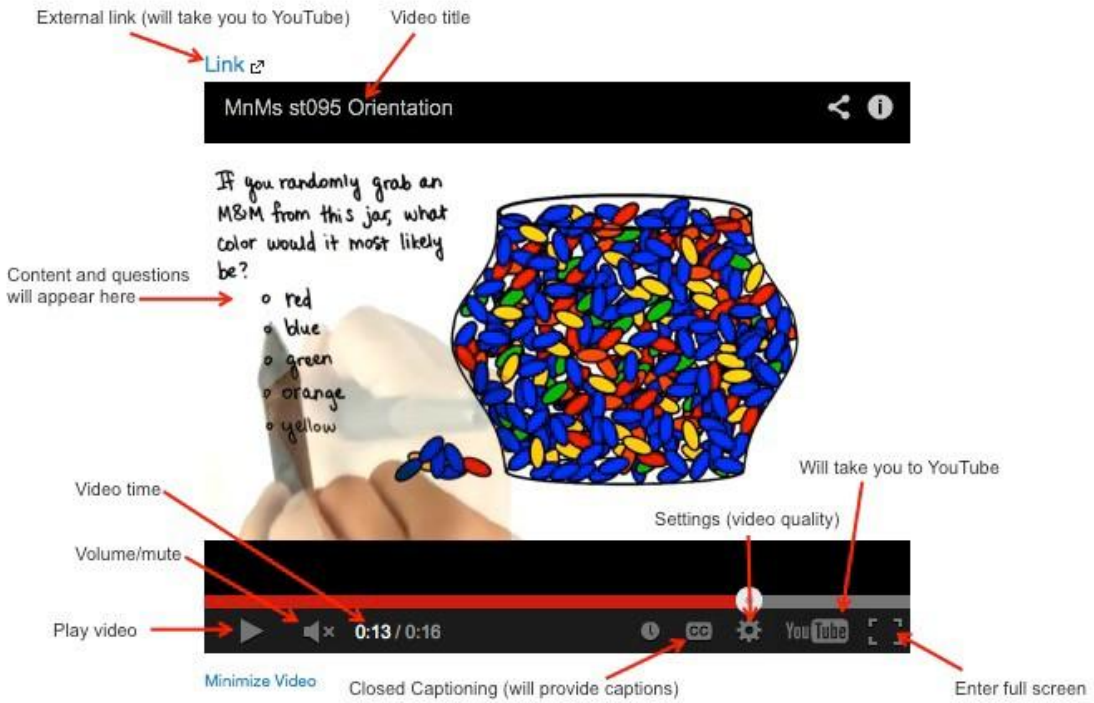 External link (will take you to YouTube)
Video title
Link
MnMs st095 Orientation
If you randomly grab an
M&M from this jar, what
color would it most likely
be?
Content and questions
will appear here
red
blue
green
orange
yellow
Will take you to YouTube
Video time
Settings (video quality)
Volume/mute
Play video
0:13 / 0:16
CC
YouTube
Minimize Video
Closed Captioning (will provide captions)
Enter full screen